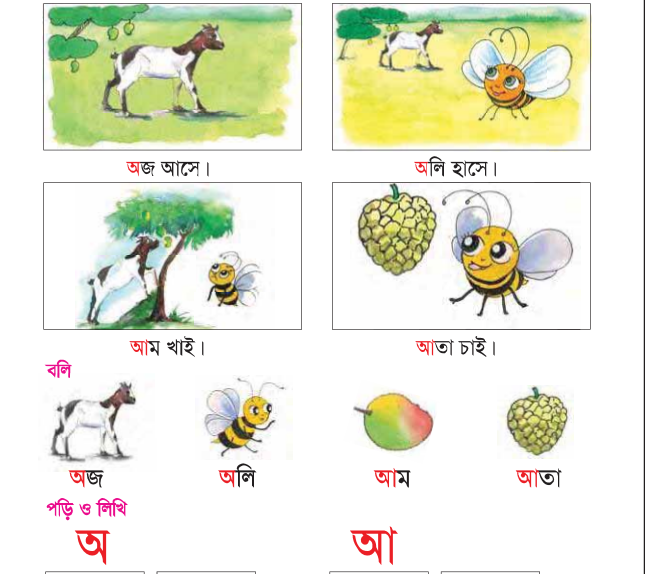 অজ আসে।
অলি হাসে।
আম খাই।
আতা চাই।
বলি
অজ
অলি
আম
আতা
পড়ি ও লিখি
অ
আ